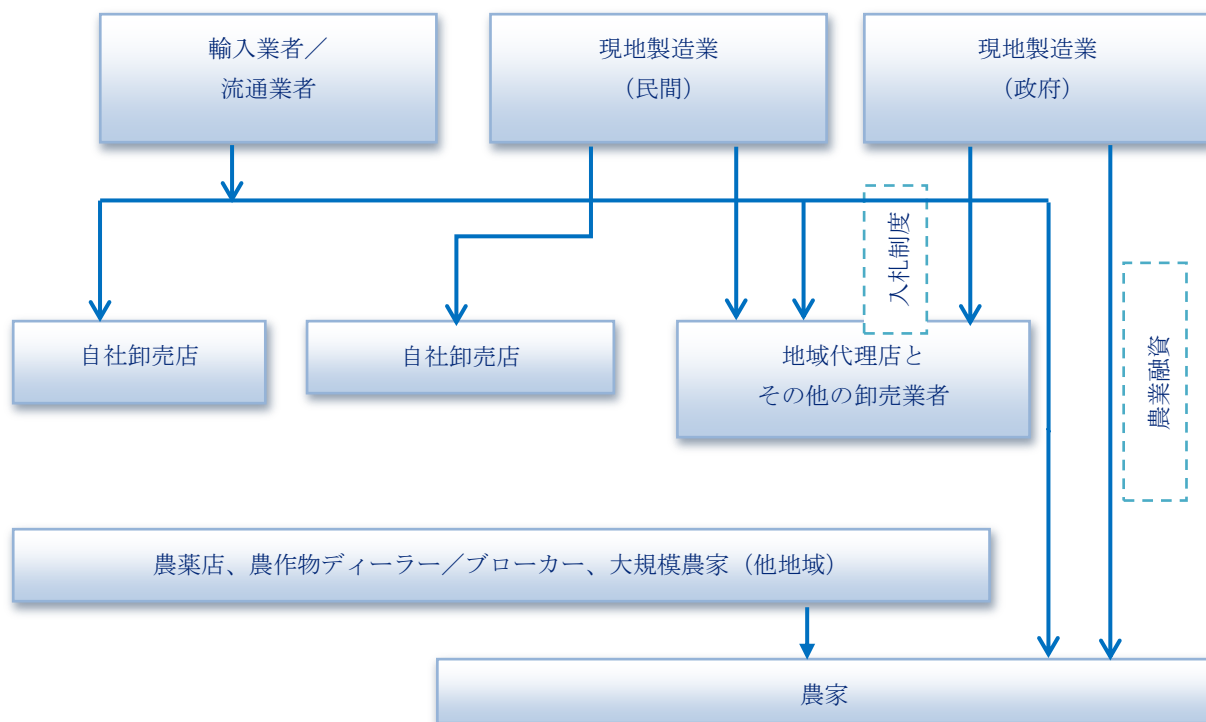 輸入業者／
流通業者
現地製造業
（民間）
現地製造業
（政府）
入札制度
農業融資
自社卸売店
自社卸売店
地域代理店と
その他の卸売業者
農薬店、農作物ディーラー／ブローカー、大規模農家（他地域）
農家